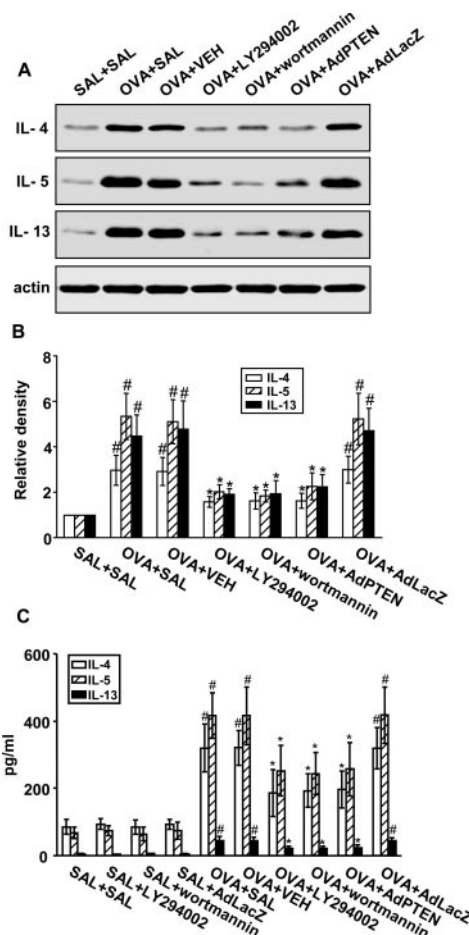 A
SAL+SAL
OVA+SAL
OVA+VEH
OVA+LY294002
OVA+wortmannin
OVA+AdPTEN
OVA+AdLacZ
IL- 4
IL- 5
IL- 13
actin
B
Relative density
8
6
4
2
0
IL-4
IL-5
IL-13
# # #
# # #
* * *
* * *
* * *
# # #
SAL+SAL
OVA+SAL
OVA+VEH
OVA+LY294002
OVA+wortmannin
OVA+AdPTEN
OVA+AdLacZ
C
pg/ml
600
400
200
0
IL-4
IL-5
IL-13
# # #
# # #
* * *
* * *
* * *
# # #
SAL+SAL
SAL+LY294002
SAL+wortmannin
SAL+AdLacZ
OVA+SAL
OVA+VEH
OVA+LY294002
OVA+wortmannin
OVA+AdPTEN
OVA+AdLacZ